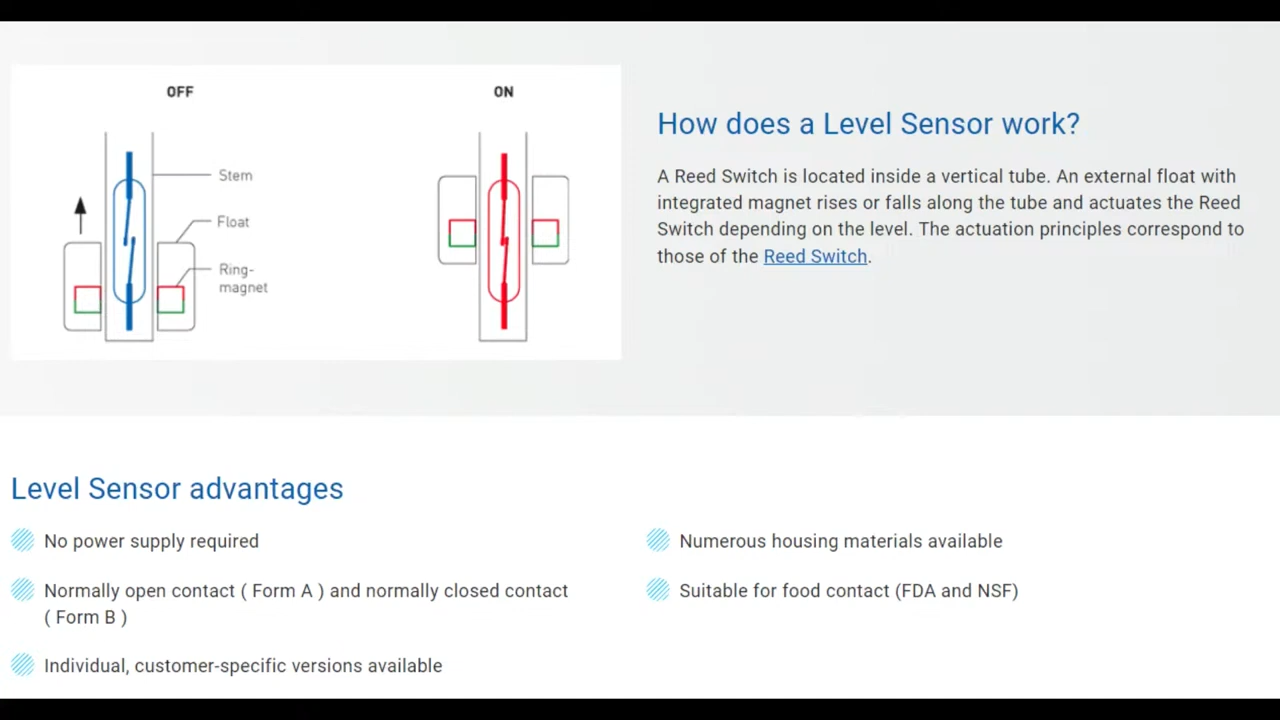 OFF
ON
Stem
Float
Ring-
magnet
How does a Level Sensor work?
A Reed Switch is located inside a vertical tube. An external float with
integrated magnet rises or falls along the tube and actuates the Reed
Switch depending on the level. The actuation principles correspond to
those of the Reed Switch.
Level Sensor advantages
No power supply required
Normally open contact ( Form A ) and normally closed contact
( Form B )
Individual, customer-specific versions available
Numerous housing materials available
Suitable for food contact (FDA and NSF)